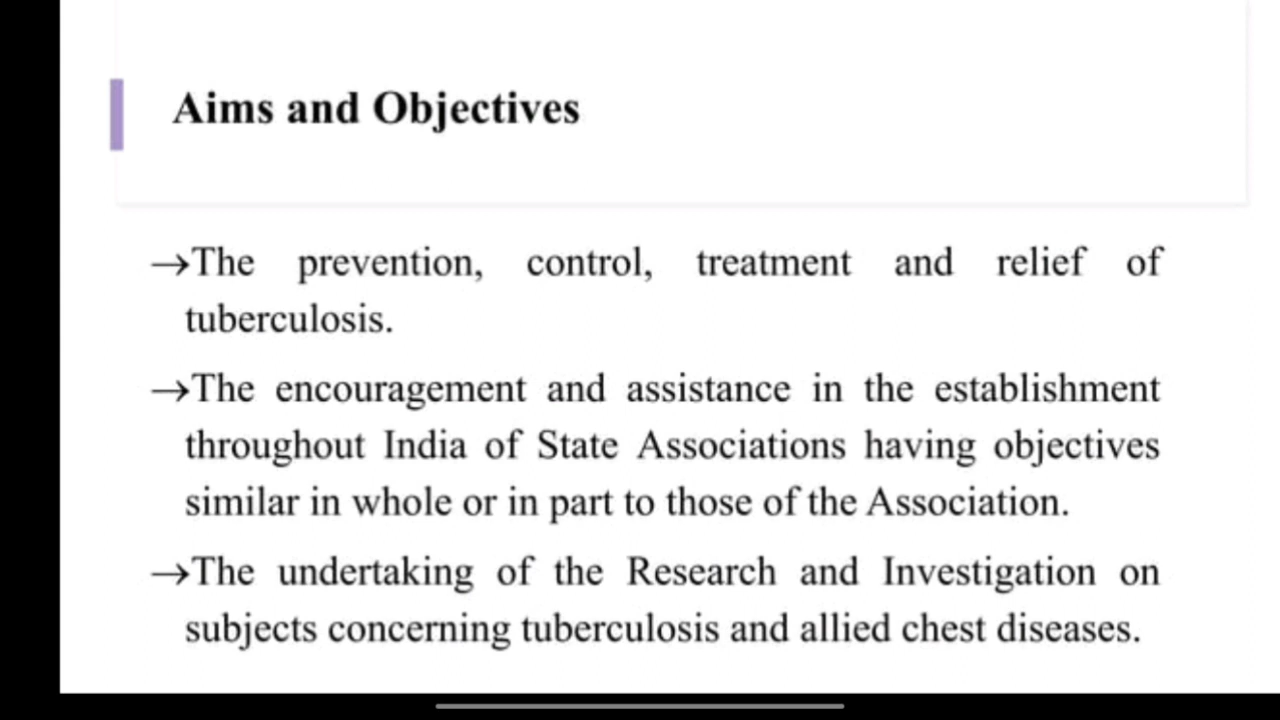 Aims and Objectives
→The prevention, control, treatment and relief of
tuberculosis.
→The encouragement and assistance in the establishment
throughout India of State Associations having objectives
similar in whole or in part to those of the Association.
→The undertaking of the Research and Investigation on
subjects concerning tuberculosis and allied chest diseases.